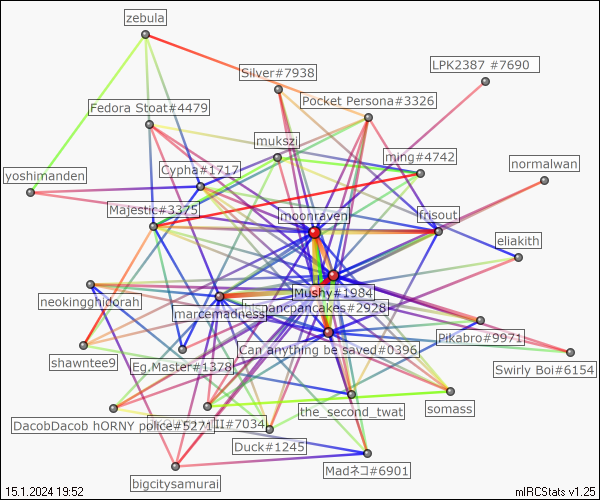 zebula
LPK2387 #7690
Silver#7938
Pocket Persona#3326
Fedora Stoat#4479
mukszi
ming#4742
Cypha#1717
normalwan
yoshimanden
Majestic#3375
moonraven
frisout
eliakith
Mushy#1984
neokingghidorah
marcemadness
pancpancakes#2928
Pikabro#9971
Can anything be saved#0396
shawntee9
Eg.Master#1378
Swirly Boi#6154
the_second_twat
somass
DacobDacob hORNY police#5271
II#7034
Duck#1245
Madネコ#6901
bigcitysamurai
15.1.2024 19:52
mIRCStats v1.25